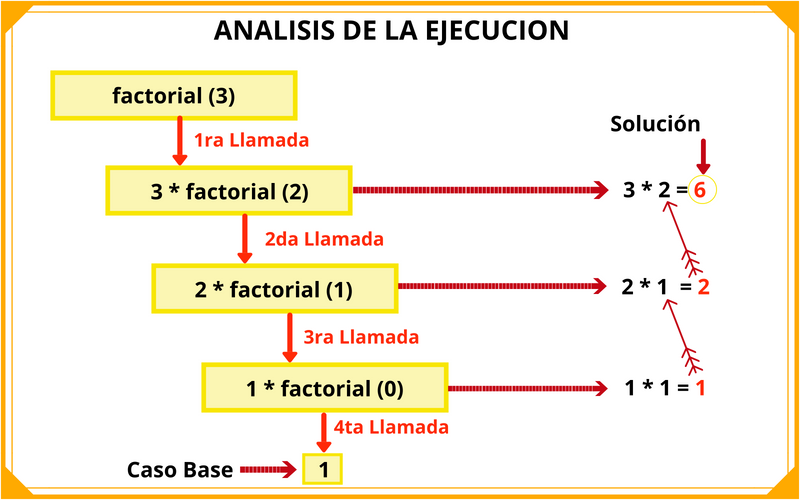 ANALISIS DE LA EJECUCION
factorial (3)
1ra Llamada
Solución
3 * factorial (2)
3 * 2 = 6
2da Llamada
2 * factorial (1)
2 * 1 = 2
3ra Llamada
1 * factorial (0)
1 * 1 = 1
4ta Llamada
Caso Base
1